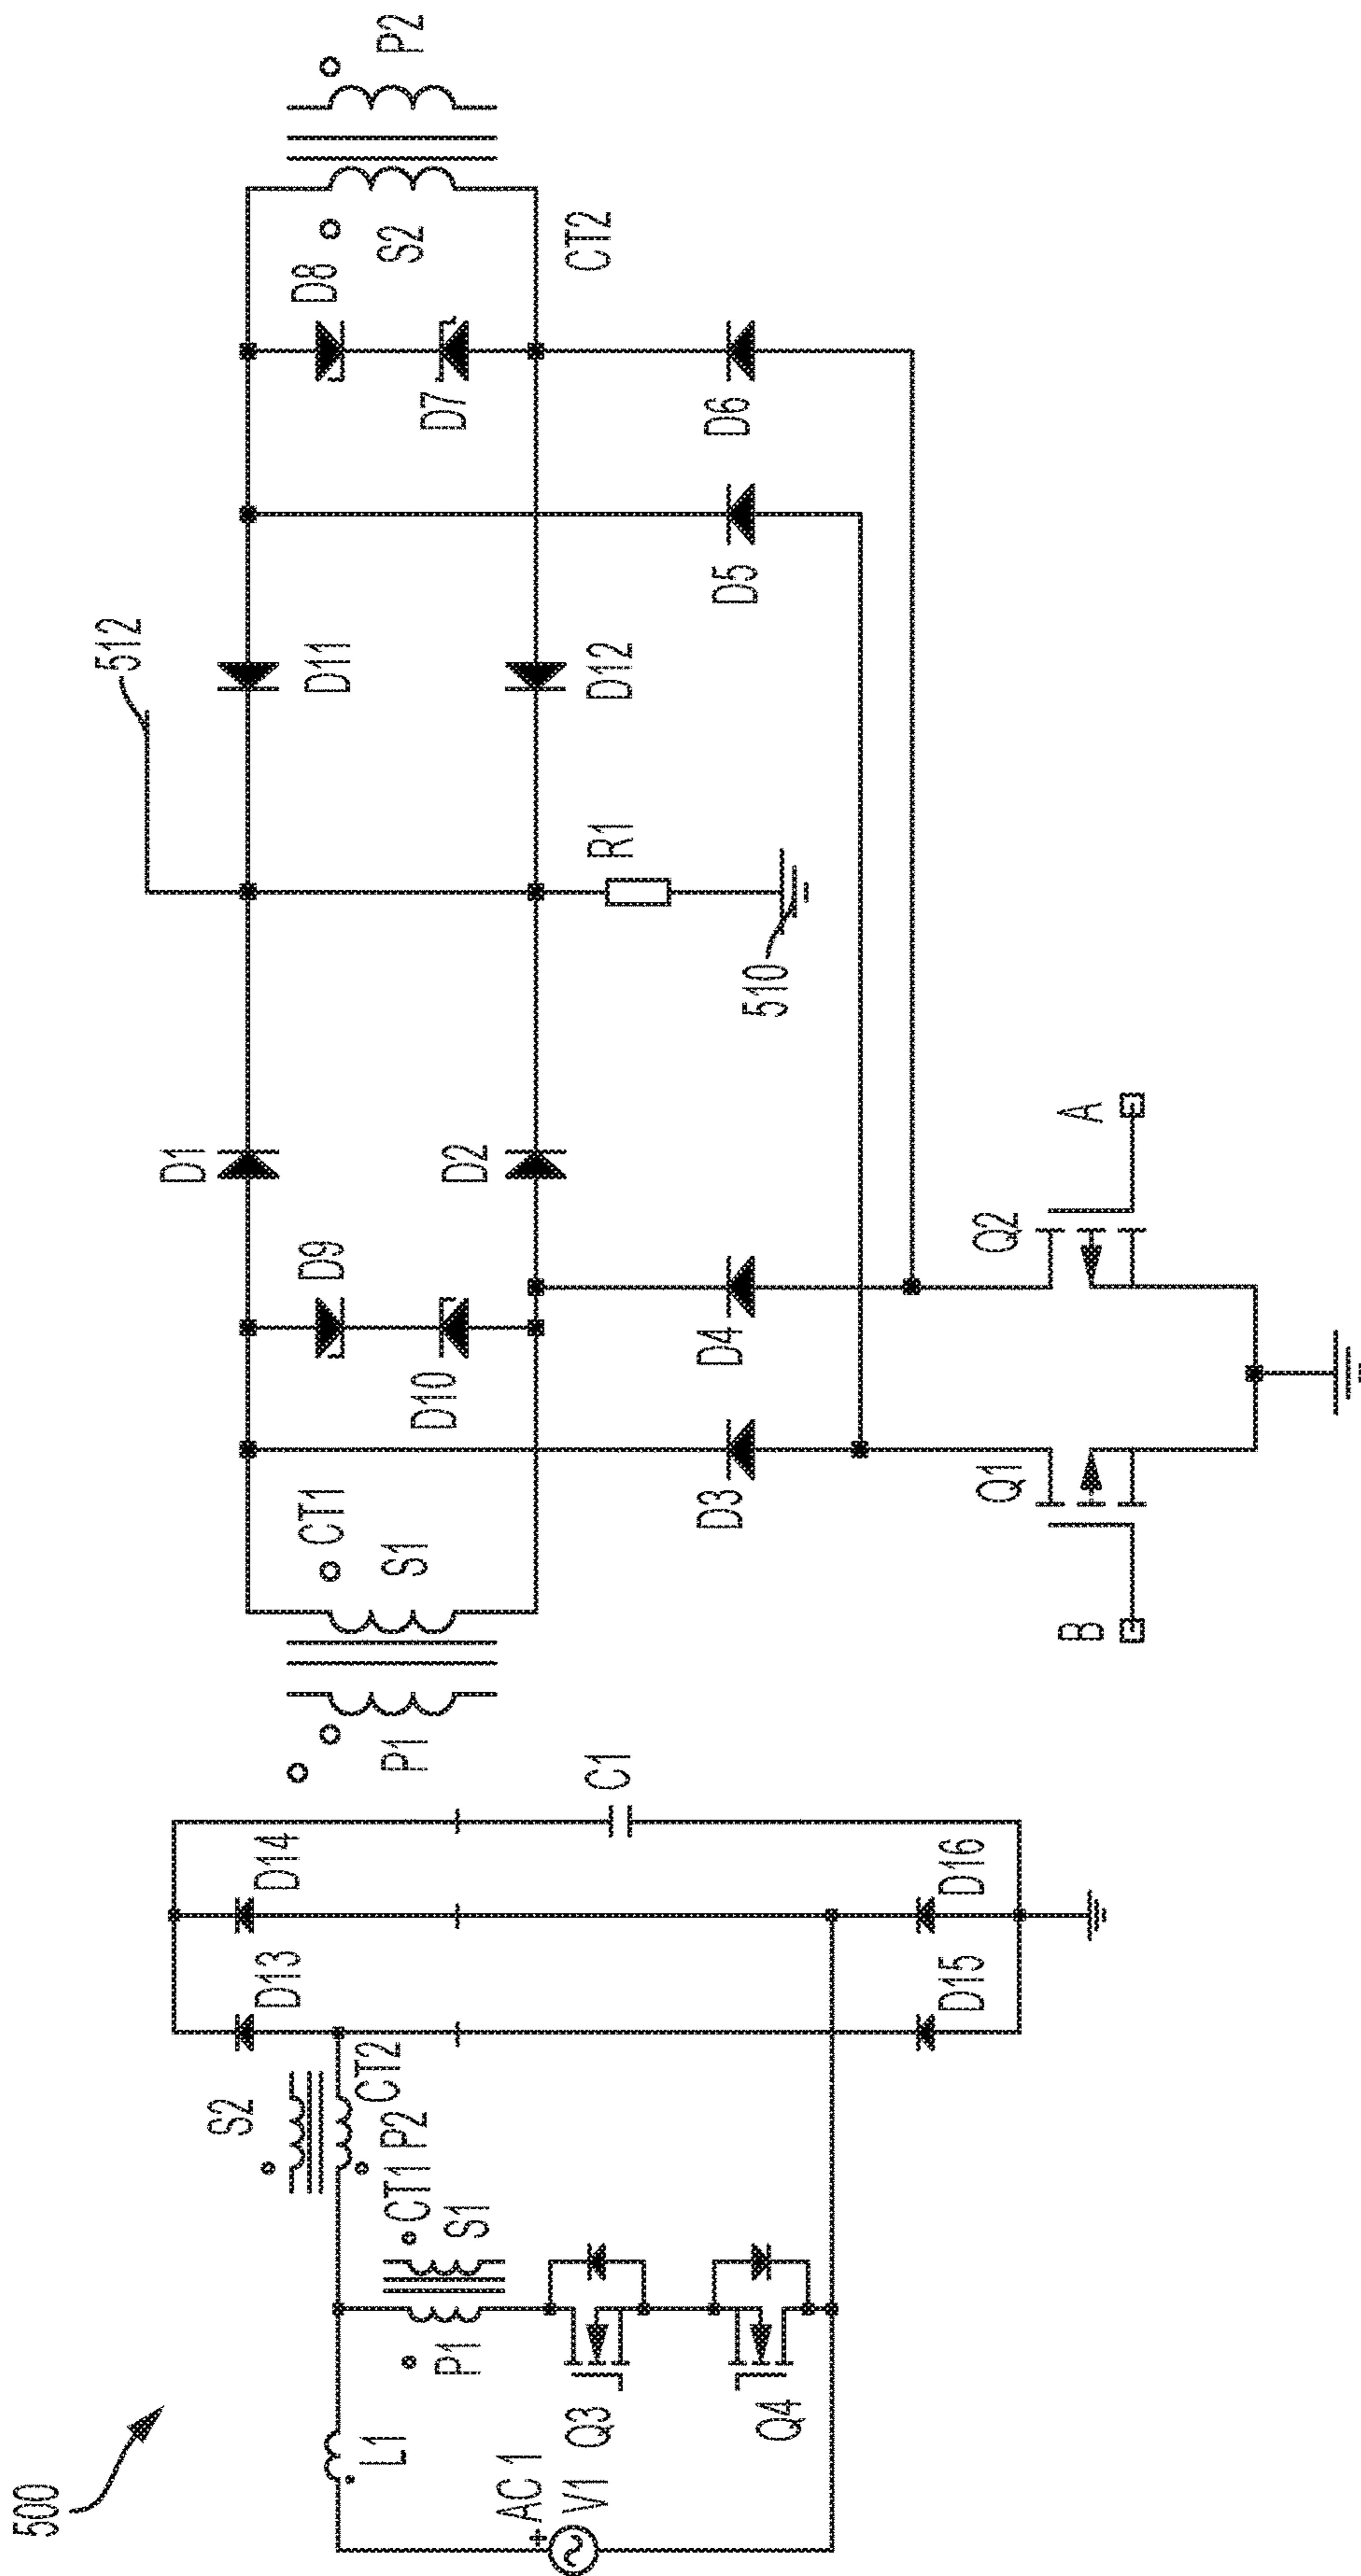 500
AC 1
V1
+
L1
Q3
Q4
P1
S1
CT1
P2
CT2
S2
D13
D14
D15
D16
C1
P1
S1
CT1
D9
D10
D1
D2
D3
D4
Q1
Q2
B
A
512
510
R1
D11
D12
D5
D6
D7
D8
S2
CT2
P2